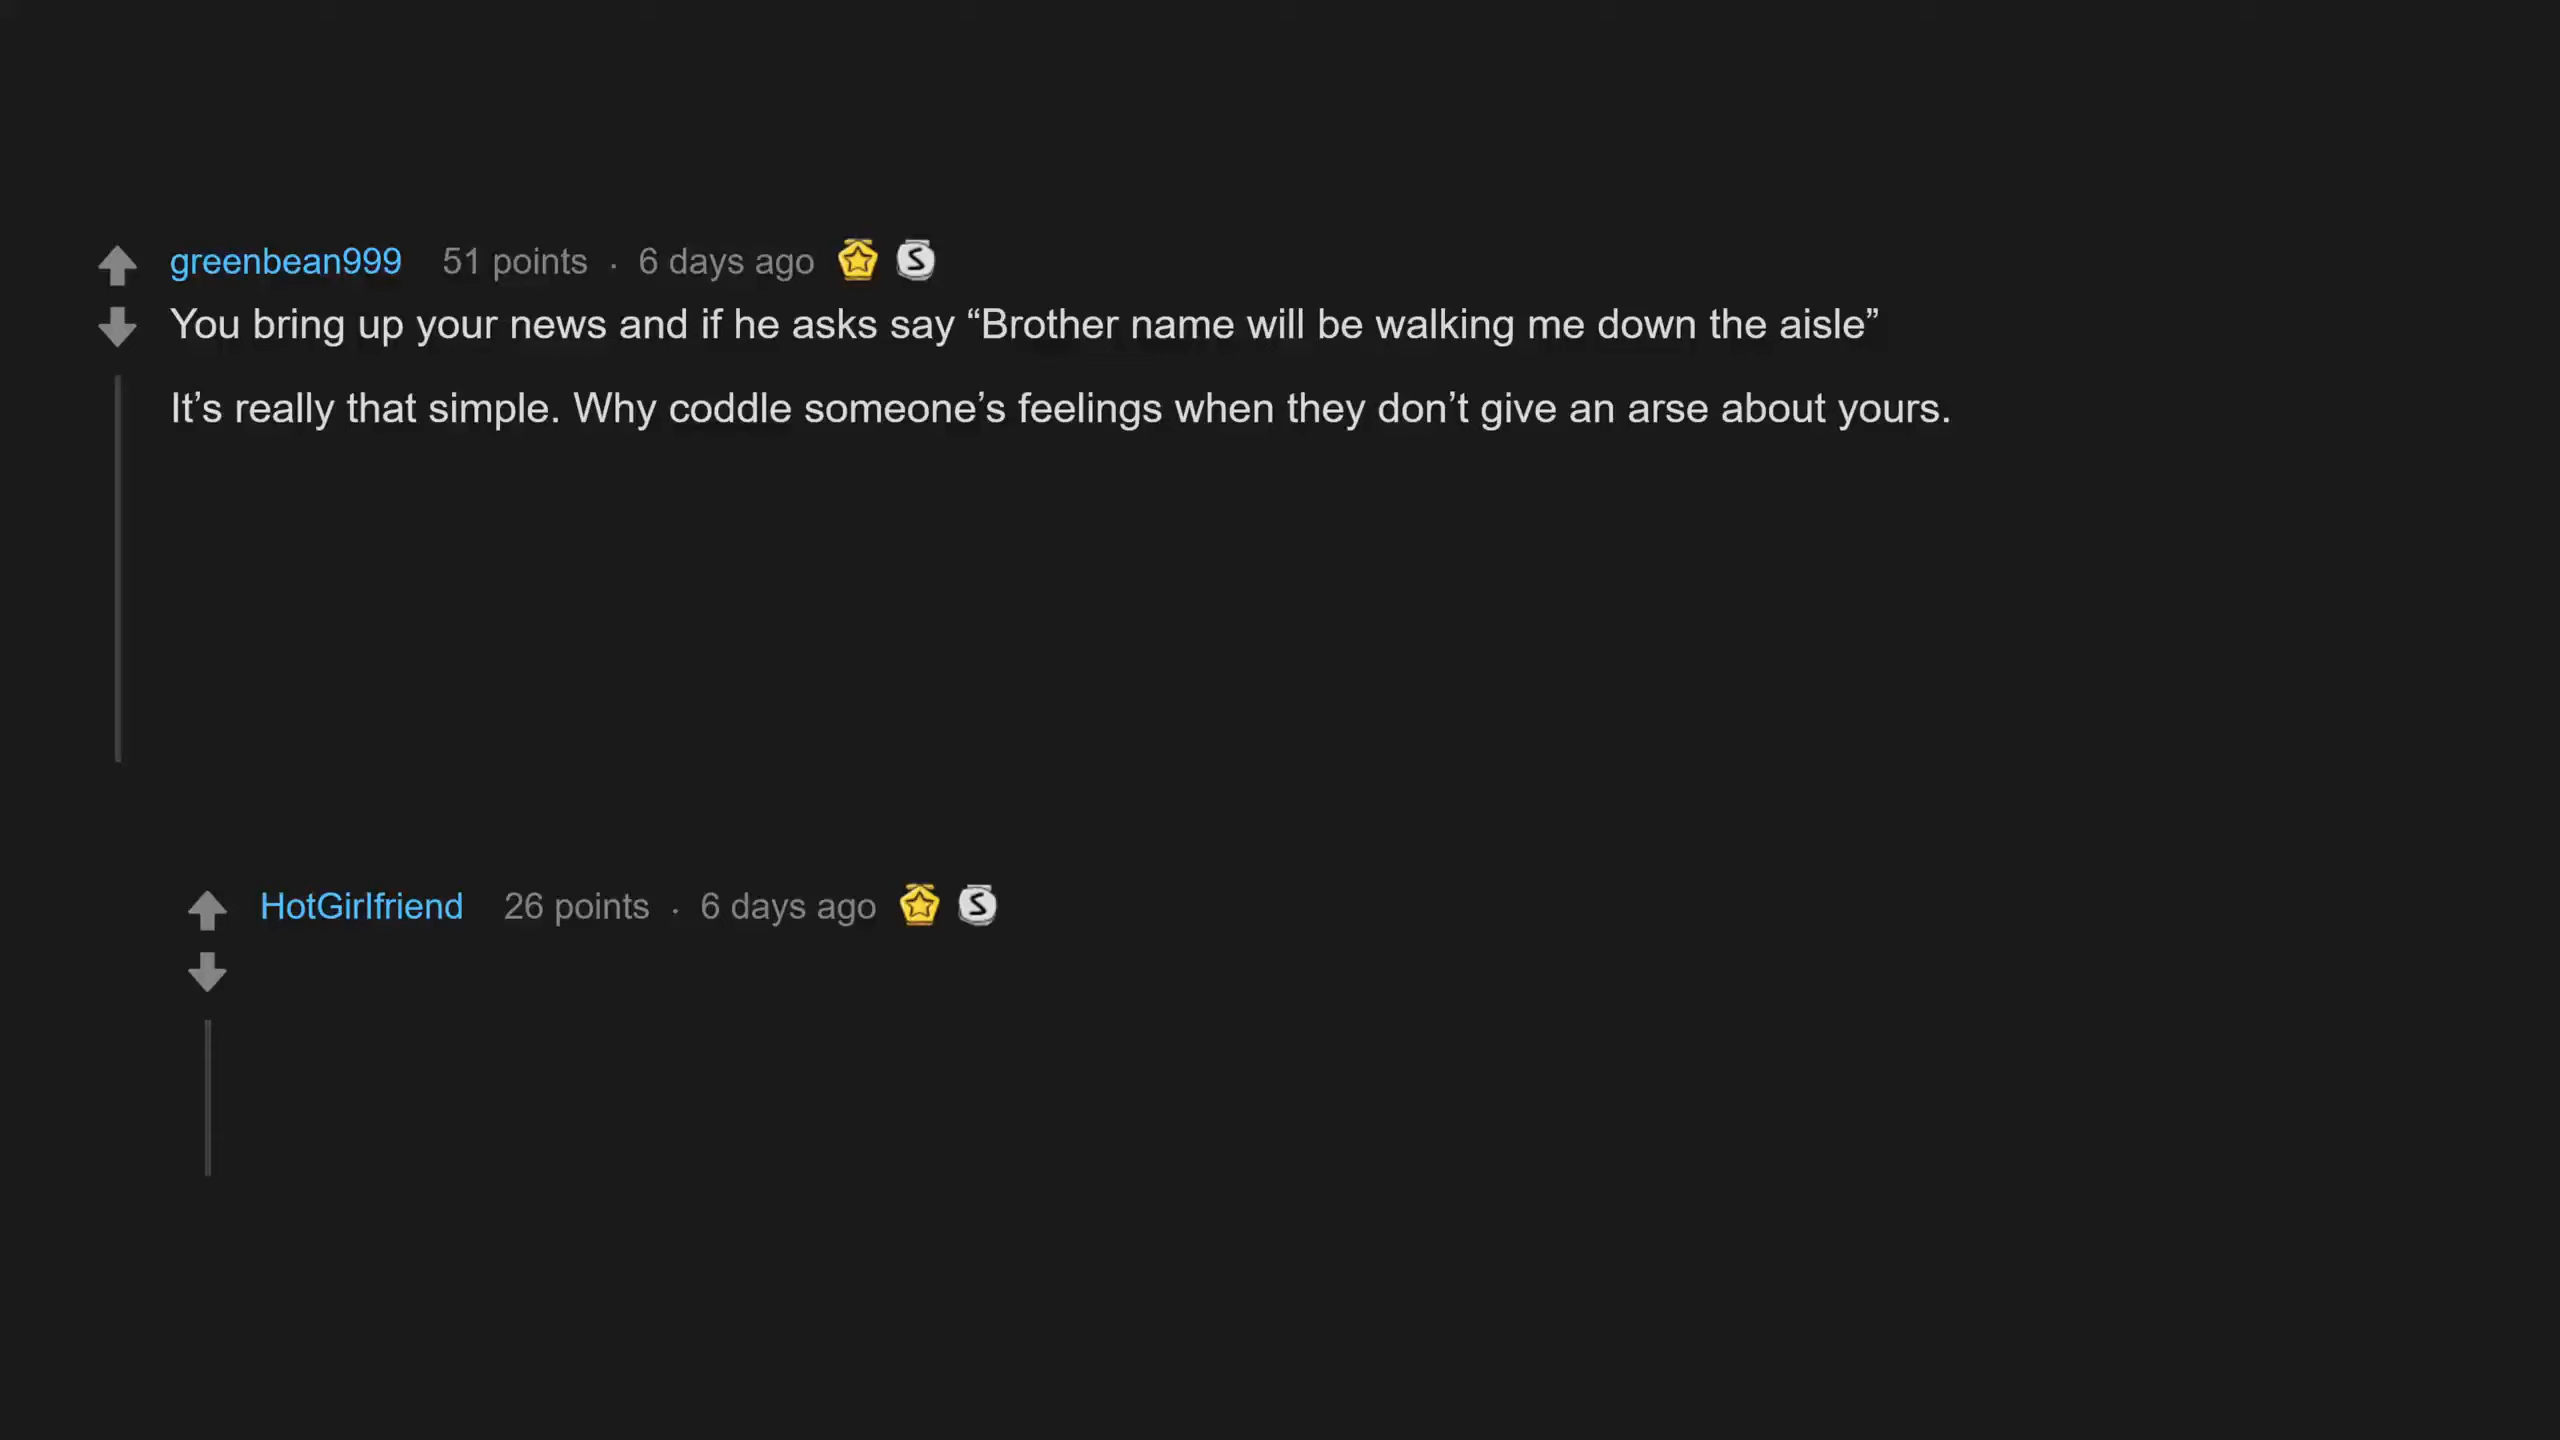 greenbean999 51 points · 6 days ago S
You bring up your news and if he asks say “Brother name will be walking me down the aisle”
It’s really that simple. Why coddle someone’s feelings when they don’t give an arse about yours.
HotGirlfriend 26 points · 6 days ago S